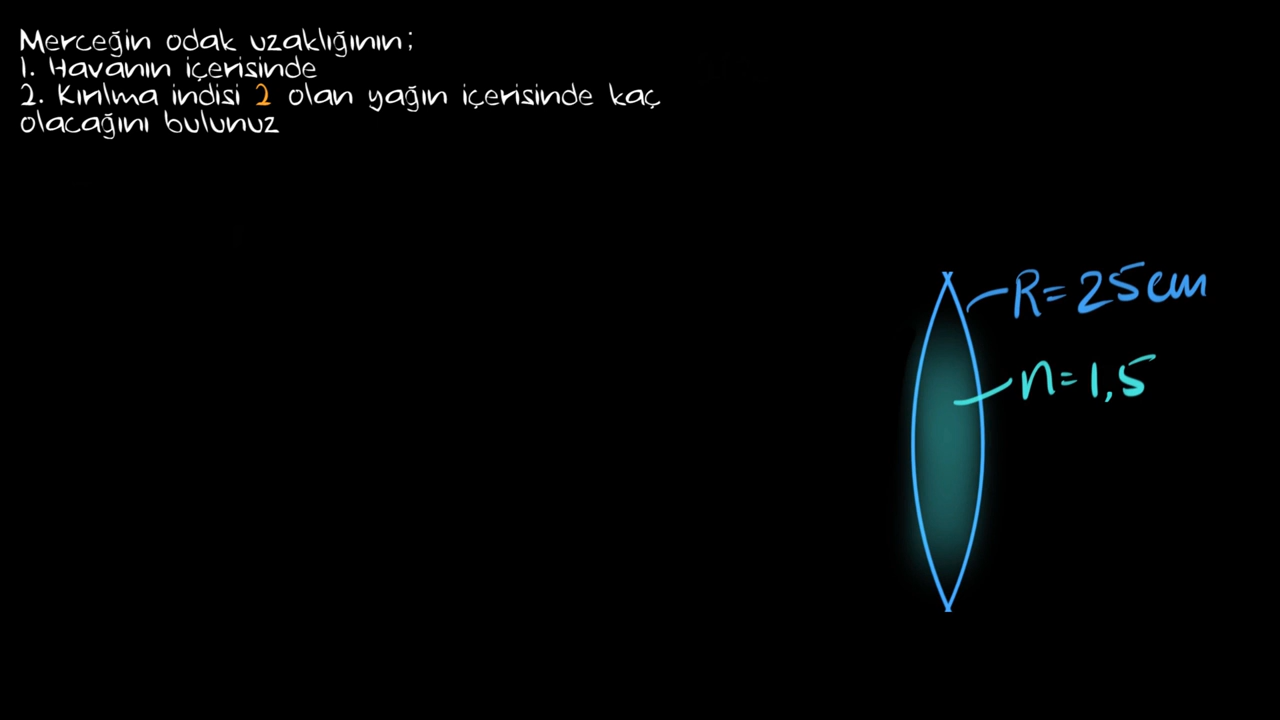 Merceğin odak uzaklığının;
1. Havanın içerisinde
2. Kırılma indisi 2 olan yağın içerisinde kaç
olacağını bulunuz
R=25cm
n=1,5